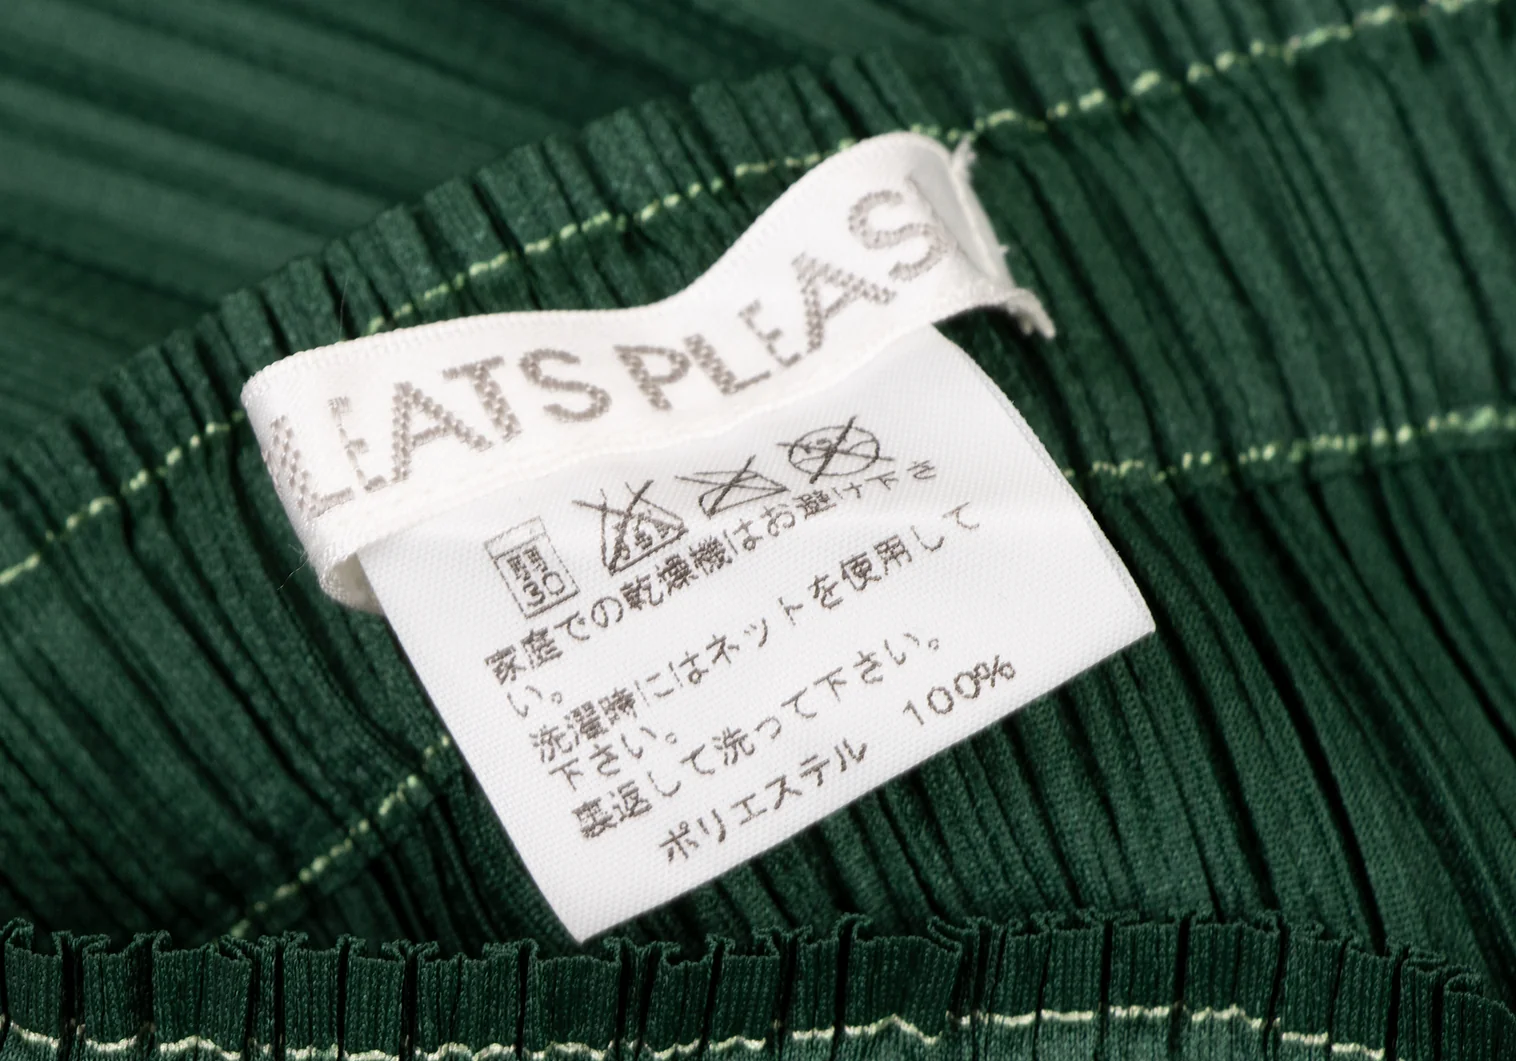 LEATS PLEAS
弱
30
家庭での乾燥機はお避け下さ
い。
洗濯時にはネットを使用して
下さい。
裏返して洗って下さい。
ポリエステル 100%